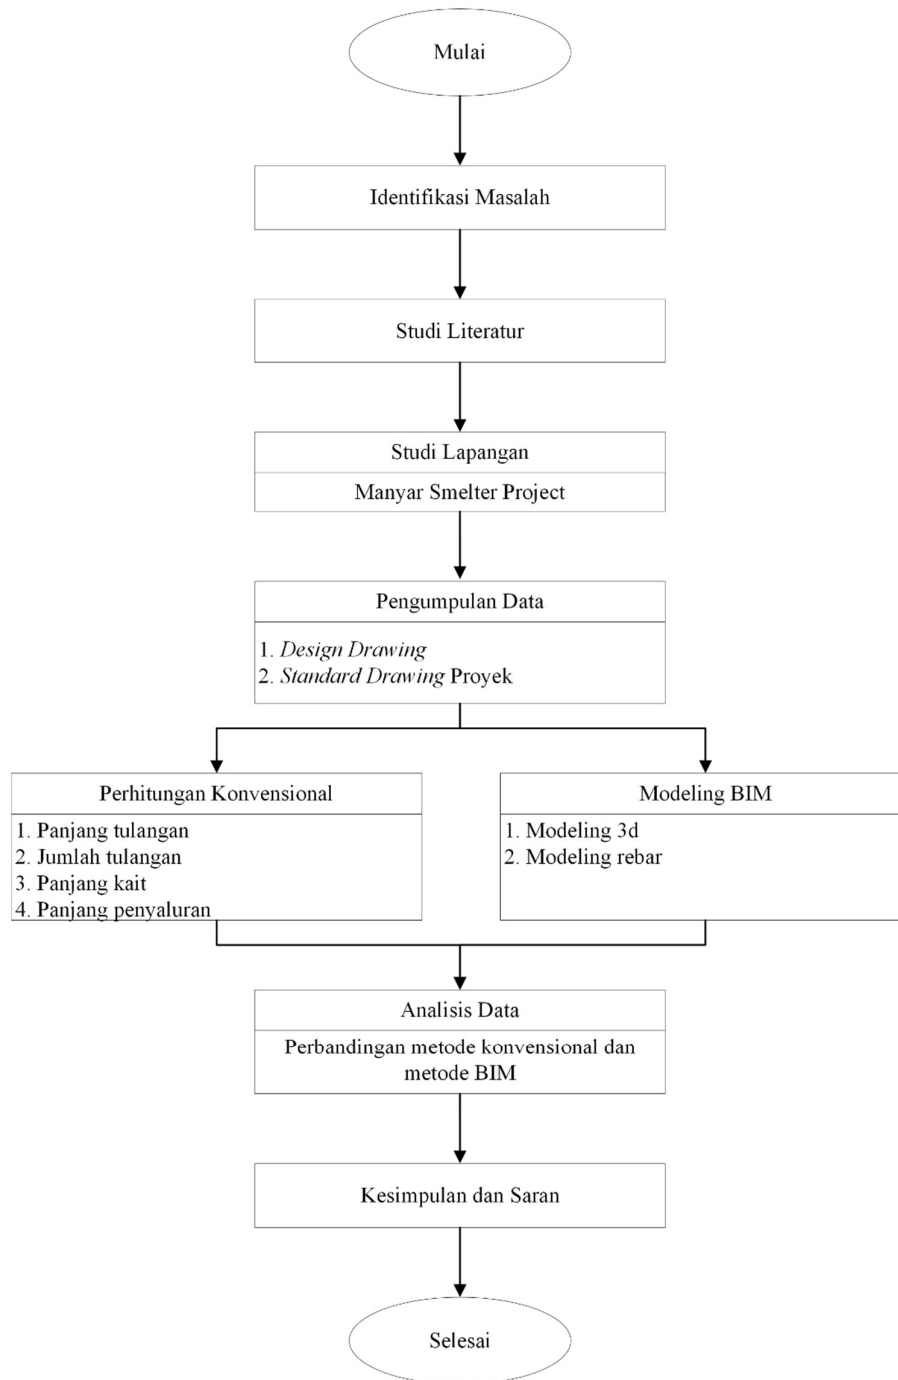 Mulai
Identifikasi Masalah
Studi Literatur
Studi Lapangan
Manyar Smelter Project
Pengumpulan Data
1. Design Drawing
2. Standard Drawing Proyek
Perhitungan Konvensional
1. Panjang tulangan
2. Jumlah tulangan
3. Panjang kait
4. Panjang penyaluran
Modeling BIM
1. Modeling 3d
2. Modeling rebar
Analisis Data
Perbandingan metode konvensional dan
metode BIM
Kesimpulan dan Saran
Selesai